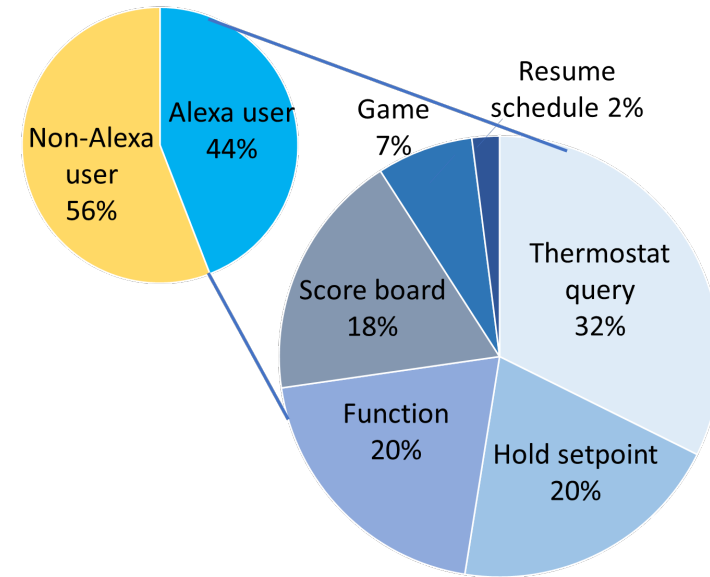 Non-Alexa
user
56%
Alexa user
44%
Game
7%
Resume
schedule 2%
Thermostat
query
32%
Score board
18%
Function
20%
Hold setpoint
20%